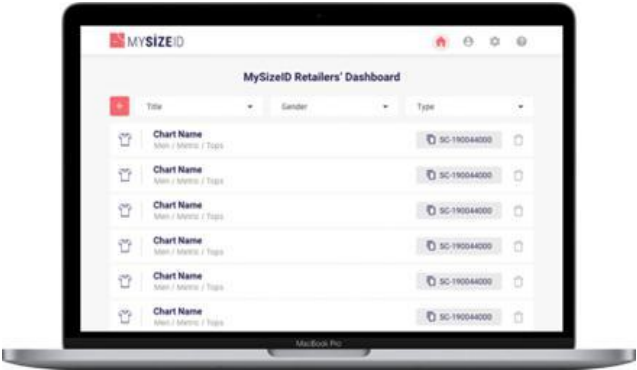 MYSİZEID
MySizeID Retailers' Dashboard
+ Title Gender Type
Chart Name SC-190044000
Men / Metric / Tops
Chart Name SC-190044000
Men / Metric / Tops
Chart Name SC-190044000
Men / Metric / Tops
Chart Name SC-190044000
Men / Metric / Tops
Chart Name SC-190044000
Men / Metric / Tops
Chart Name SC-190044000
Men / Metric / Tops
MacBook Pro